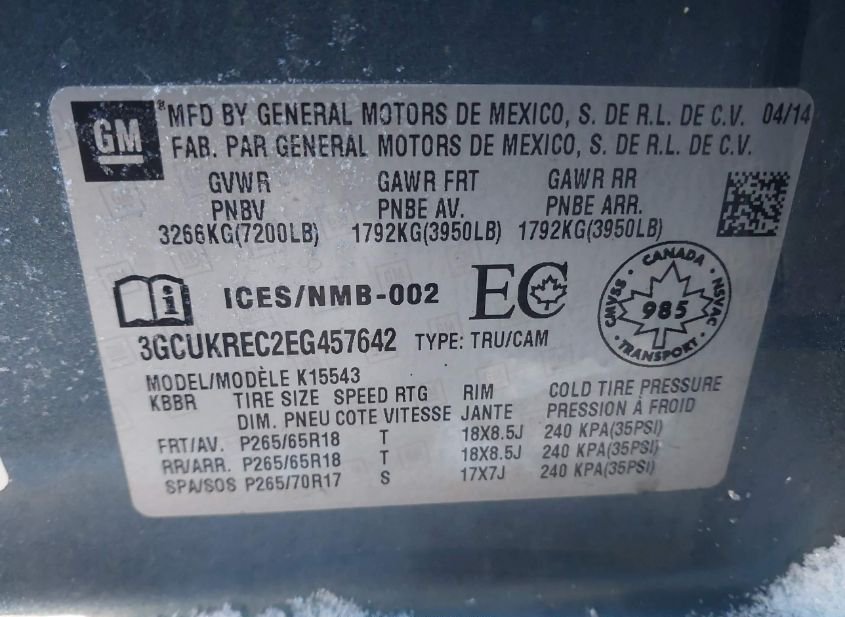 GM ® MFD BY GENERAL MOTORS DE MEXICO, S. DE R.L. DE C.V. 04/14
FAB. PAR GENERAL MOTORS DE MEXICO, S. DE R.L. DE C.V.
GVWR GAWR FRT GAWR RR
PNBV PNBE AV. PNBE ARR.
3266KG(7200LB) 1792KG(3950LB) 1792KG(3950LB)
i ICES/NMB-002 EC
CANADA
CMVSS 985 NSVAC
TRANSPORT
3GCUKREC2EG457642 TYPE: TRU/CAM
MODEL/MODÈLE K15543
KBBR TIRE SIZE SPEED RTG RIM COLD TIRE PRESSURE
DIM. PNEU COTE VITESSE JANTE PRESSION À FROID
FRT/AV. P265/65R18 T 18X8.5J 240 KPA(35PSI)
RR/ARR. P265/65R18 T 18X8.5J 240 KPA(35PSI)
SPA/SOS P265/70R17 S 17X7J 240 KPA(35PSI)